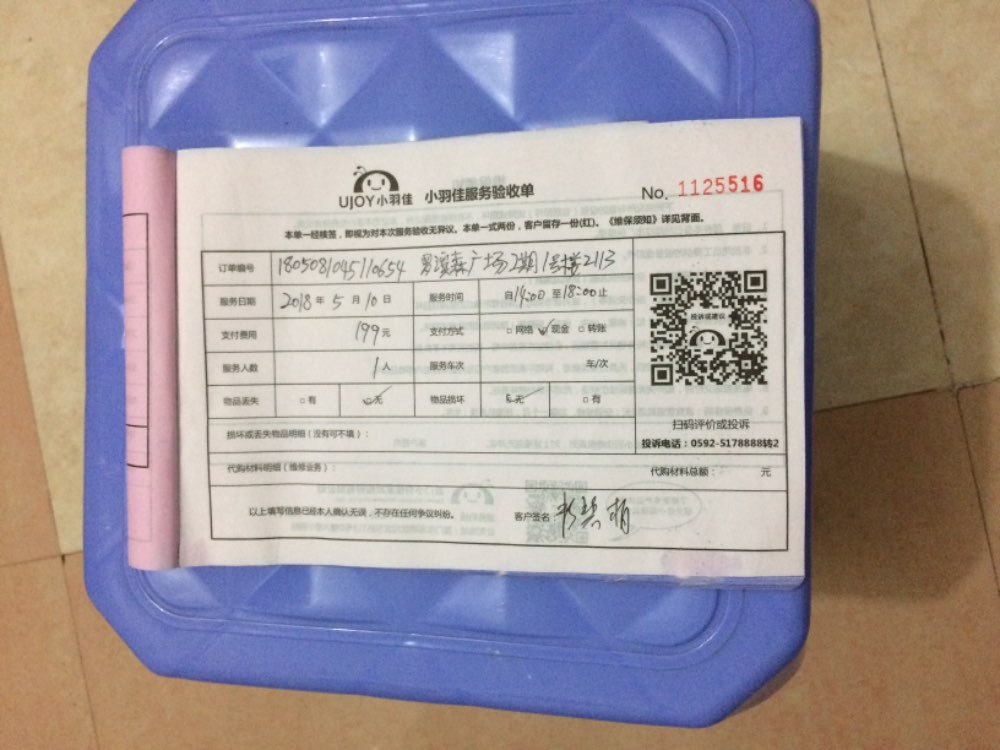 UJOY小羽佳 小羽佳服务验收单 No. 1125516
本单一经核签，即视为对本次服务验收无异议。本单一式两份，客户留存一份(红)。《维保须知》详见背面。
订单编号 1805081045110654 罗宾森广场2期1号楼2113
服务日期 2018年5月10日 服务时间 自14:00至18:00止
支付费用 199元 支付方式 □网络 ☑现金 □转账
服务人数 1人 服务车次 车/次
物品丢失 □有 ☑无 物品损坏 ☑无 □有
投诉或建议
扫码评价或投诉
投诉电话：0592-5178888转2
损坏或丢失物品明细（没有可不填）：
代购材料明细（维修业务）： 代购材料总额： 元
以上填写信息已经本人确认无误，不存在任何争议纠纷。 客户签名：